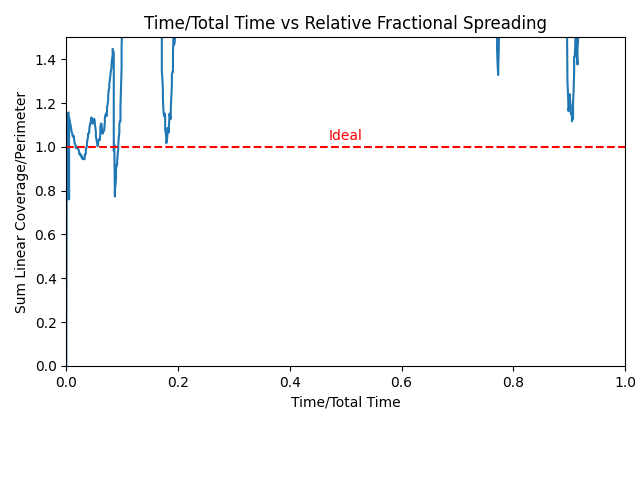 Time/Total Time vs Relative Fractional Spreading
Sum Linear Coverage/Perimeter
1.4
1.2
1.0
0.8
0.6
0.4
0.2
0.0
Ideal
0.0 0.2 0.4 0.6 0.8 1.0
Time/Total Time